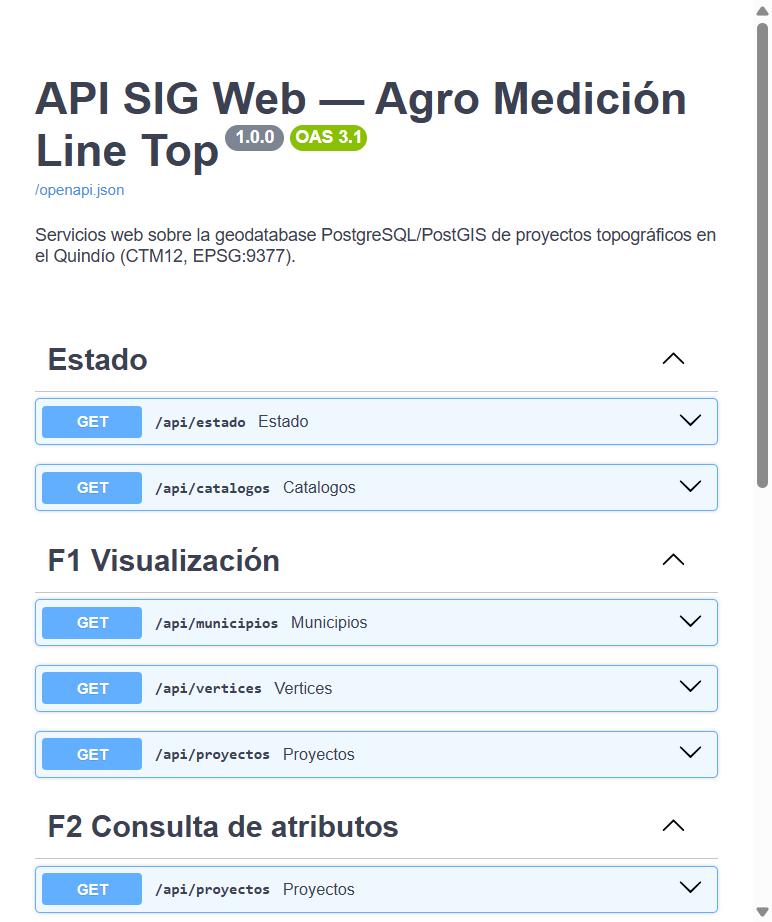 API SIG Web — Agro Medición
Line Top 1.0.0 OAS 3.1
/openapi.json
Servicios web sobre la geodatabase PostgreSQL/PostGIS de proyectos topográficos en
el Quindío (CTM12, EPSG:9377).
Estado
GET /api/estado Estado
GET /api/catalogos Catalogos
F1 Visualización
GET /api/municipios Municipios
GET /api/vertices Vertices
GET /api/proyectos Proyectos
F2 Consulta de atributos
GET /api/proyectos Proyectos